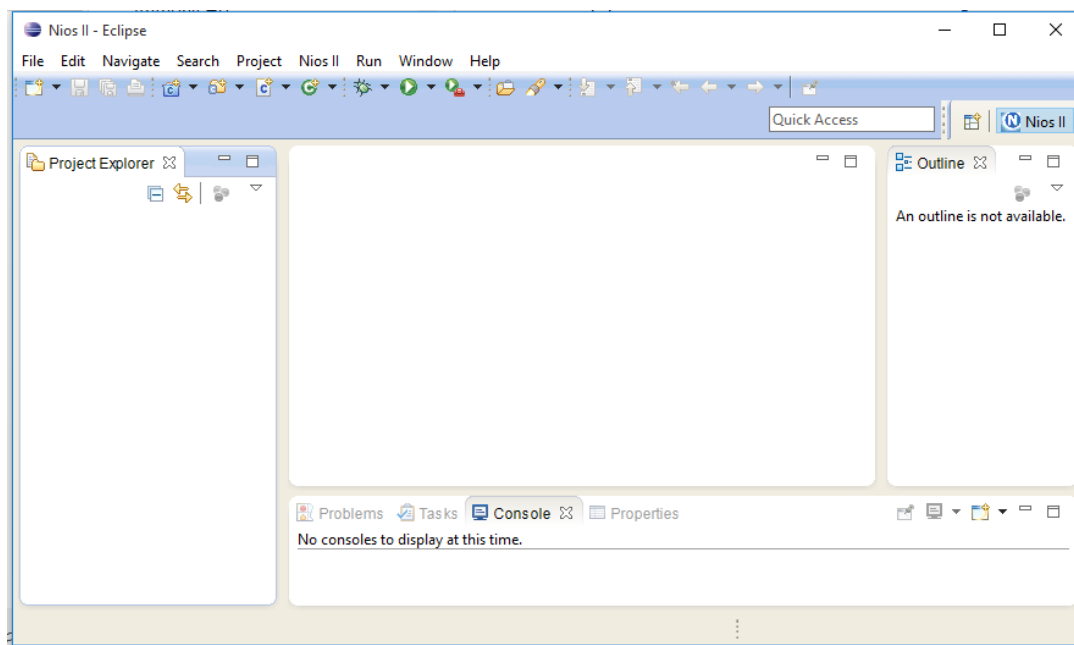 Nios II - Eclipse
File Edit Navigate Search Project Nios II Run Window Help
Quick Access
Nios II
Project Explorer
Outline
An outline is not available.
Problems Tasks Console Properties
No consoles to display at this time.